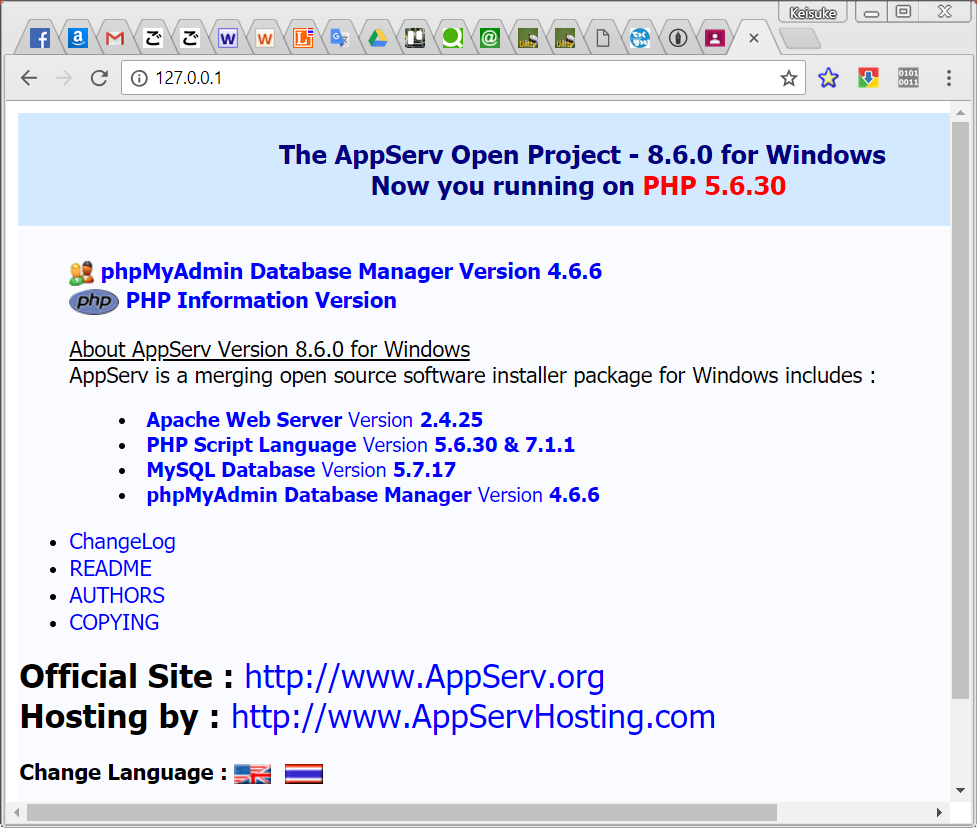 Keisuke
127.0.0.1
The AppServ Open Project - 8.6.0 for Windows
Now you running on PHP 5.6.30
phpMyAdmin Database Manager Version 4.6.6
php PHP Information Version
About AppServ Version 8.6.0 for Windows
AppServ is a merging open source software installer package for Windows includes :
Apache Web Server Version 2.4.25
PHP Script Language Version 5.6.30 & 7.1.1
MySQL Database Version 5.7.17
phpMyAdmin Database Manager Version 4.6.6
ChangeLog
README
AUTHORS
COPYING
Official Site : http://www.AppServ.org
Hosting by : http://www.AppServHosting.com
Change Language :